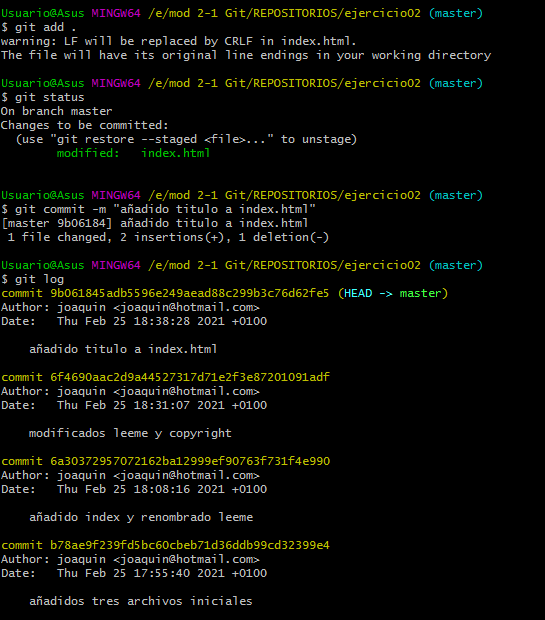 Usuario@Asus MINGW64 /e/mod 2-1 Git/REPOSITORIOS/ejercicio02 (master)
$ git add .
warning: LF will be replaced by CRLF in index.html.
The file will have its original line endings in your working directory
Usuario@Asus MINGW64 /e/mod 2-1 Git/REPOSITORIOS/ejercicio02 (master)
$ git status
On branch master
Changes to be committed:
  (use "git restore --staged <file>..." to unstage)
        modified:   index.html
Usuario@Asus MINGW64 /e/mod 2-1 Git/REPOSITORIOS/ejercicio02 (master)
$ git commit -m "añadido titulo a index.html"
[master 9b06184] añadido titulo a index.html
 1 file changed, 2 insertions(+), 1 deletion(-)
Usuario@Asus MINGW64 /e/mod 2-1 Git/REPOSITORIOS/ejercicio02 (master)
$ git log
commit 9b061845adb5596e249aead88c299b3c76d62fe5 (HEAD -> master)
Author: joaquin <joaquin@hotmail.com>
Date:   Thu Feb 25 18:38:28 2021 +0100
    añadido titulo a index.html
commit 6f4690aac2d9a44527317d71e2f3e87201091adf
Author: joaquin <joaquin@hotmail.com>
Date:   Thu Feb 25 18:31:07 2021 +0100
    modificados leeme y copyright
commit 6a30372957072162ba12999ef90763f731f4e990
Author: joaquin <joaquin@hotmail.com>
Date:   Thu Feb 25 18:08:16 2021 +0100
    añadido index y renombrado leeme
commit b78ae9f239fd5bc60cbeb71d36ddb99cd32399e4
Author: joaquin <joaquin@hotmail.com>
Date:   Thu Feb 25 17:55:40 2021 +0100
    añadidos tres archivos iniciales